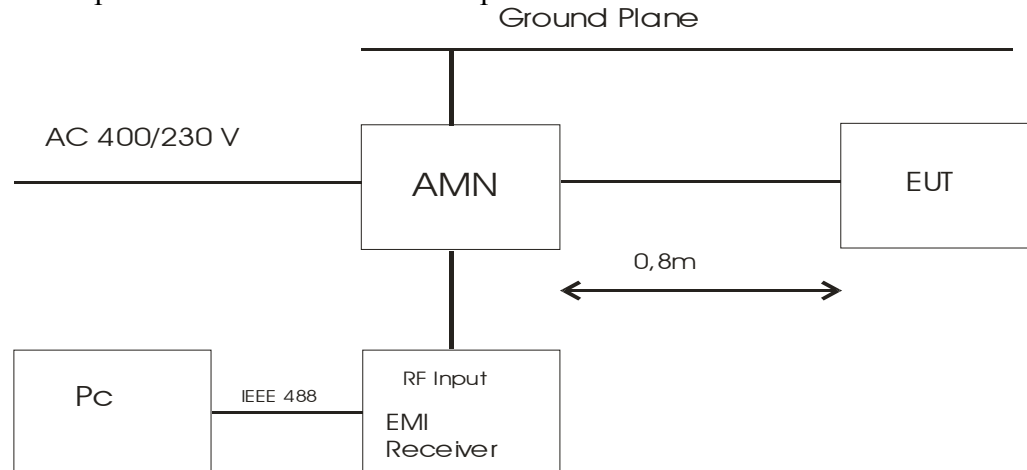 Ground Plane
AC 400/230 V
AMN
EUT
0,8m
Pc
IEEE 488
RF Input
EMI
Receiver